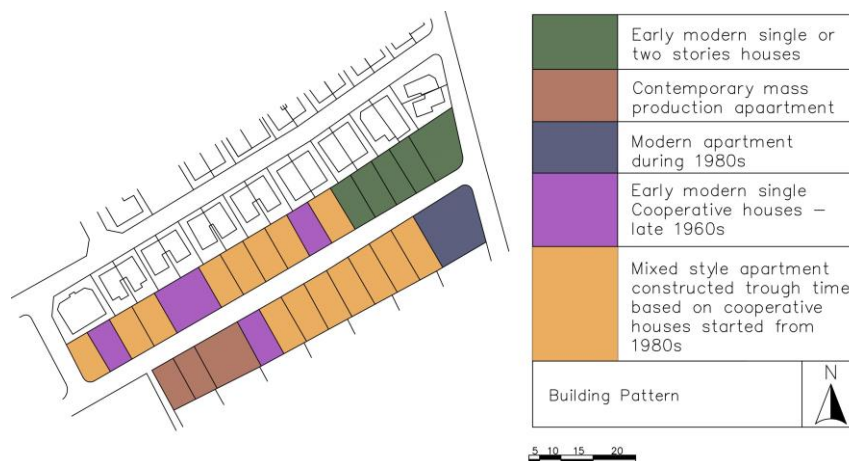 Early modern single or
two stories houses
Contemporary mass
production apaartment
Modern apartment
during 1980s
Early modern single
Cooperative houses –
late 1960s
Mixed style apartment
constructed trough time
based on cooperative
houses started from
1980s
Building Pattern
N
5 10 15 20